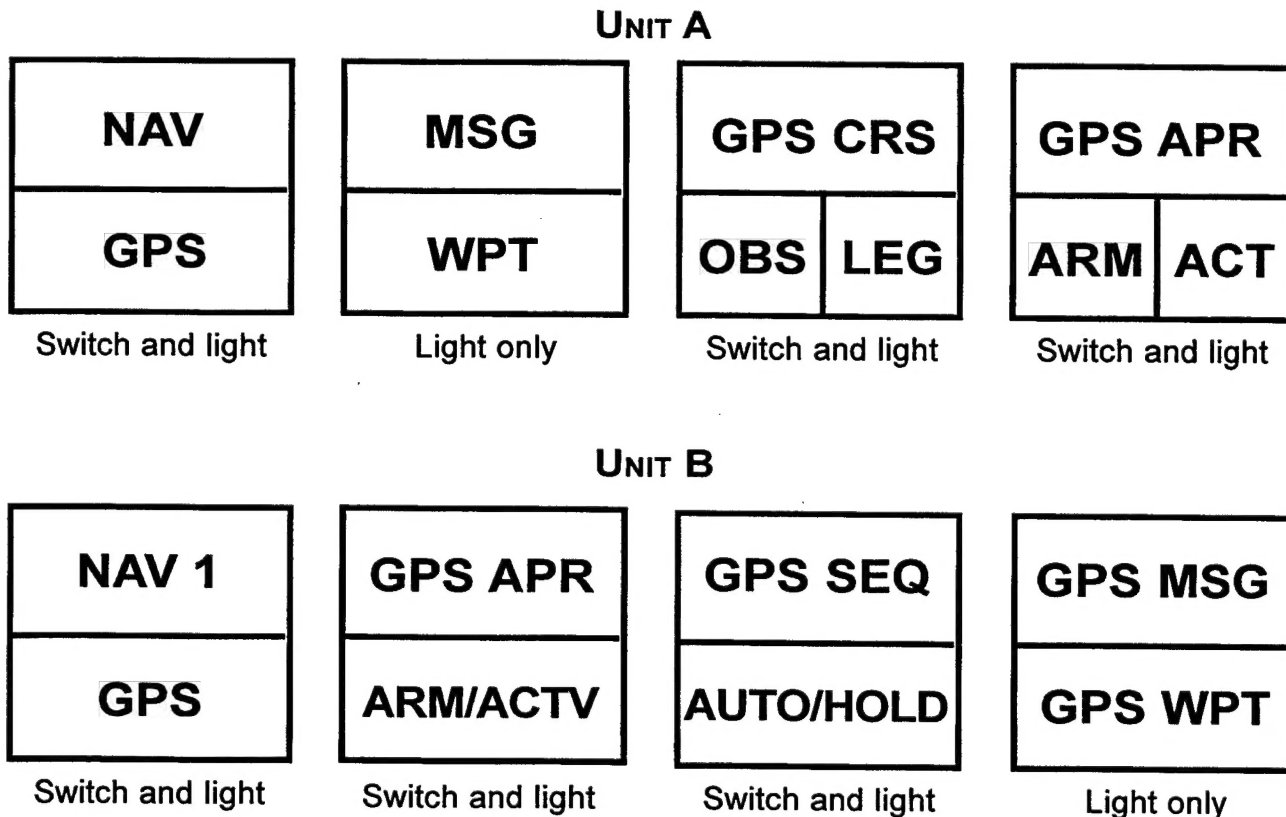 UNIT A
NAV MSG GPS CRS GPS APR
GPS WPT OBS LEG ARM ACT
Switch and light Light only Switch and light Switch and light
UNIT B
NAV 1 GPS APR GPS SEQ GPS MSG
GPS ARM/ACTV AUTO/HOLD GPS WPT
Switch and light Switch and light Switch and light Light only